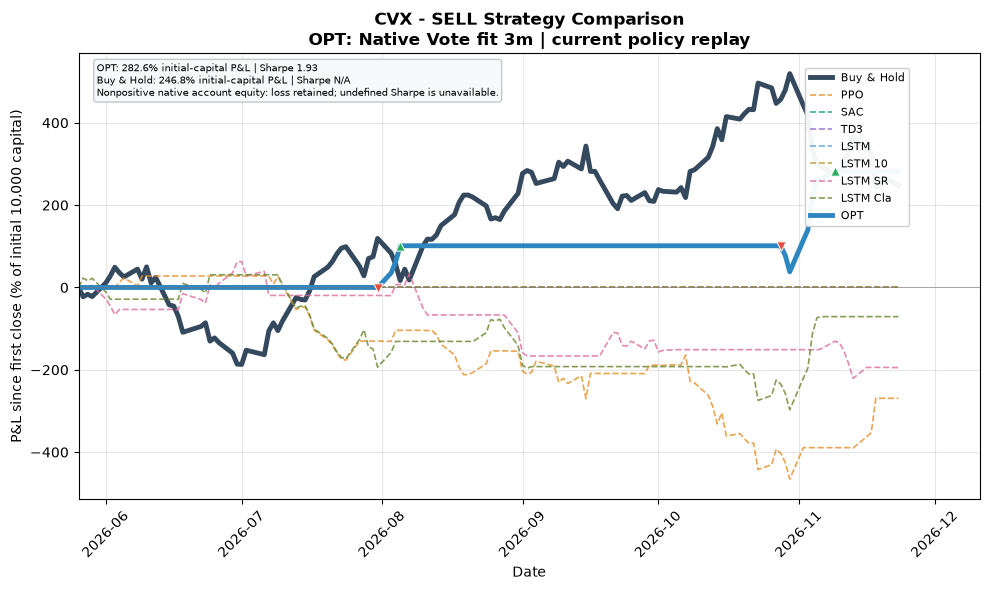 CVX - SELL Strategy Comparison
OPT: Native Vote fit 3m | current policy replay
OPT: 282.6% initial-capital P&L | Sharpe 1.93
Buy & Hold: 246.8% initial-capital P&L | Sharpe N/A
Nonpositive native account equity: loss retained; undefined Sharpe is unavailable.
Buy & Hold
PPO
SAC
TD3
LSTM
LSTM 10
LSTM SR
LSTM Cla
OPT
P&L since first close (% of initial 10,000 capital)
400
200
0
−200
−400
2026-06
2026-07
2026-08
2026-09
2026-10
2026-11
2026-12
Date